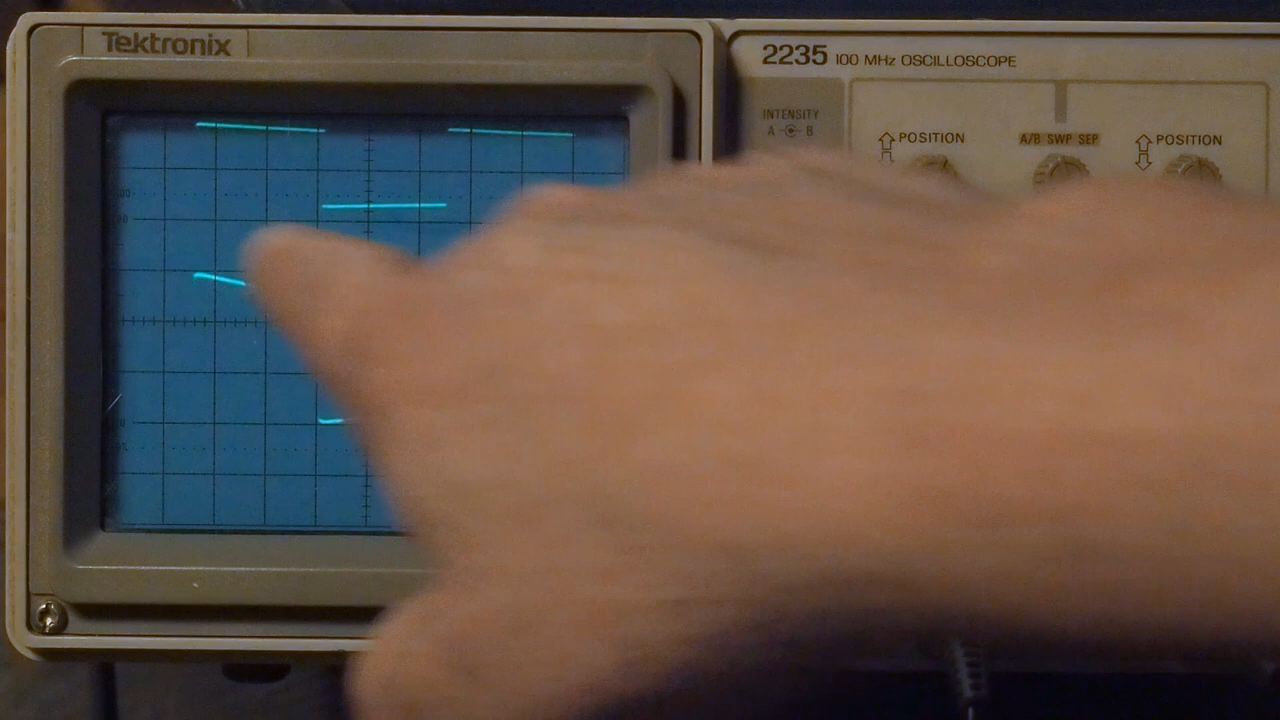 Tektronix
2235 100 MHz OSCILLOSCOPE
INTENSITY
A B
POSITION
A/B SWP SEP
POSITION